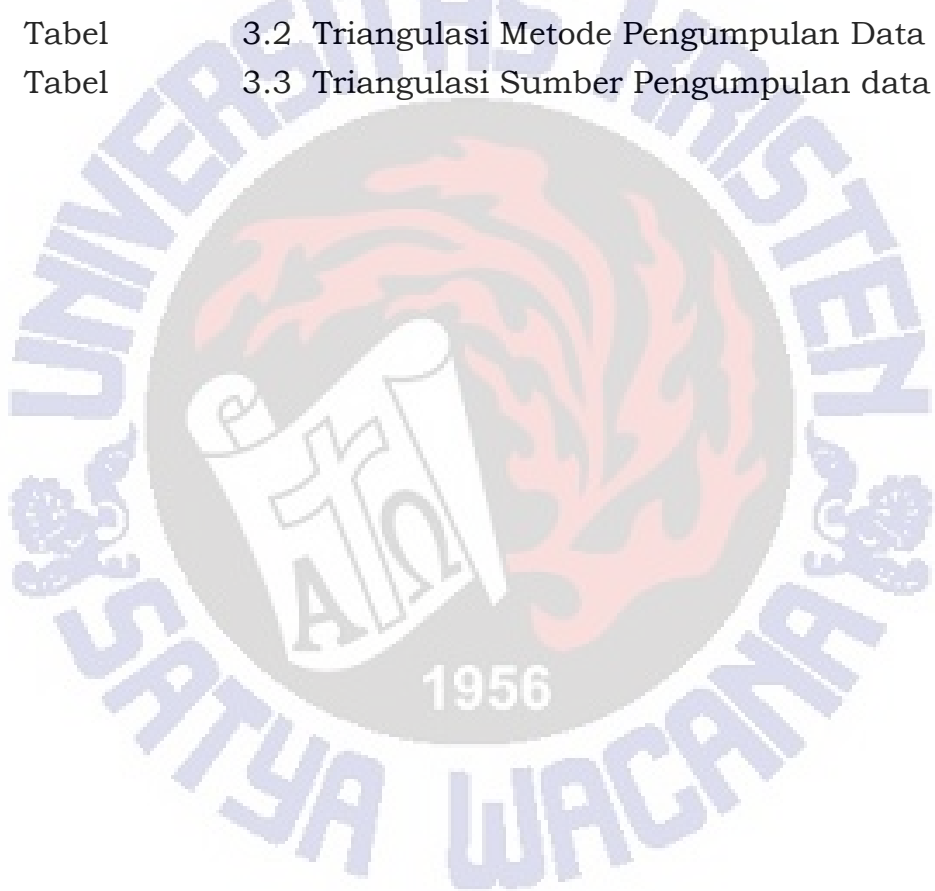 Tabel 3.2 Triangulasi Metode Pengumpulan Data
Tabel 3.3 Triangulasi Sumber Pengumpulan data
UNIVERSITAS KRISTEN
Α Ω
1956
SATYA WACANA